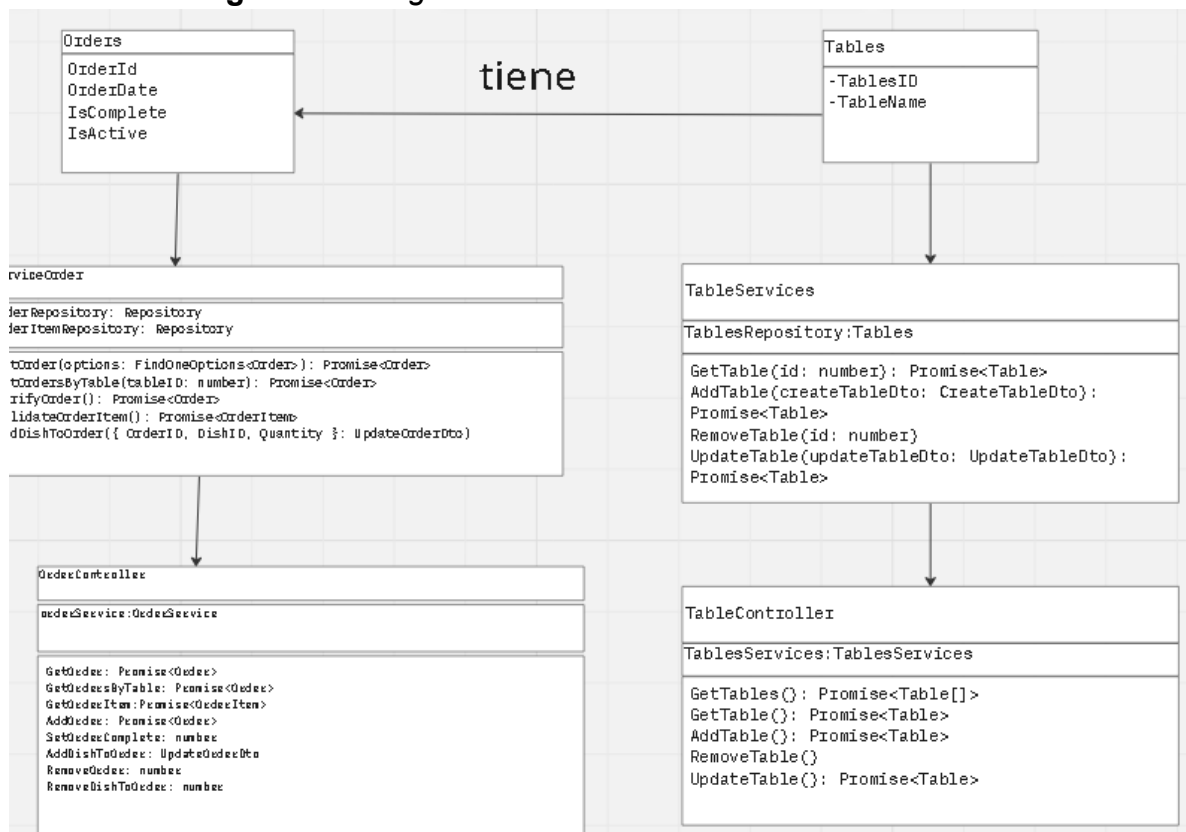 Orders
OrderId
OrderDate
IsComplete
IsActive
tiene
Tables
-TablesID
-TableName
rviceOrder
derRepository: Repository
derItemRepository: Repository
tOrder(options: FindOneOptions<Order>): Promise<Order>
tOrdersByTable(tableID: number): Promise<Order>
rifyOrder(): Promise<Order>
lidateOrderItem(): Promise<OrderItem>
dDishToOrder({ OrderID, DishID, Quantity }: UpdateOrderDto)
TableServices
TablesRepository:Tables
GetTable(id: number): Promise<Table>
AddTable(createTableDto: CreateTableDto):
Promise<Table>
RemoveTable(id: number)
UpdateTable(updateTableDto: UpdateTableDto):
Promise<Table>
OrderController
orderService:OrderService
GetOrder: Promise<Order>
GetOrdersByTable: Promise<Order>
GetOrderItem:Promise<OrderItem>
AddOrder: Promise<Order>
SetOrderComplete: number
AddDishToOrder: UpdateOrderDto
RemoveOrder: number
RemoveDishToOrder: number
TableController
TablesServices:TablesServices
GetTables(): Promise<Table[]>
GetTable(): Promise<Table>
AddTable(): Promise<Table>
RemoveTable()
UpdateTable(): Promise<Table>